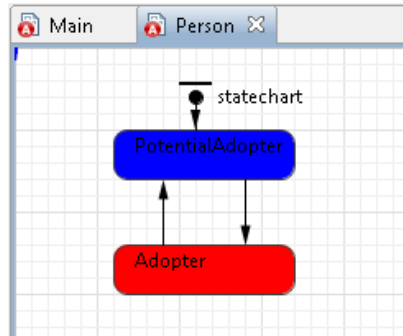 Main
Person
statechart
PotentialAdopter
Adopter